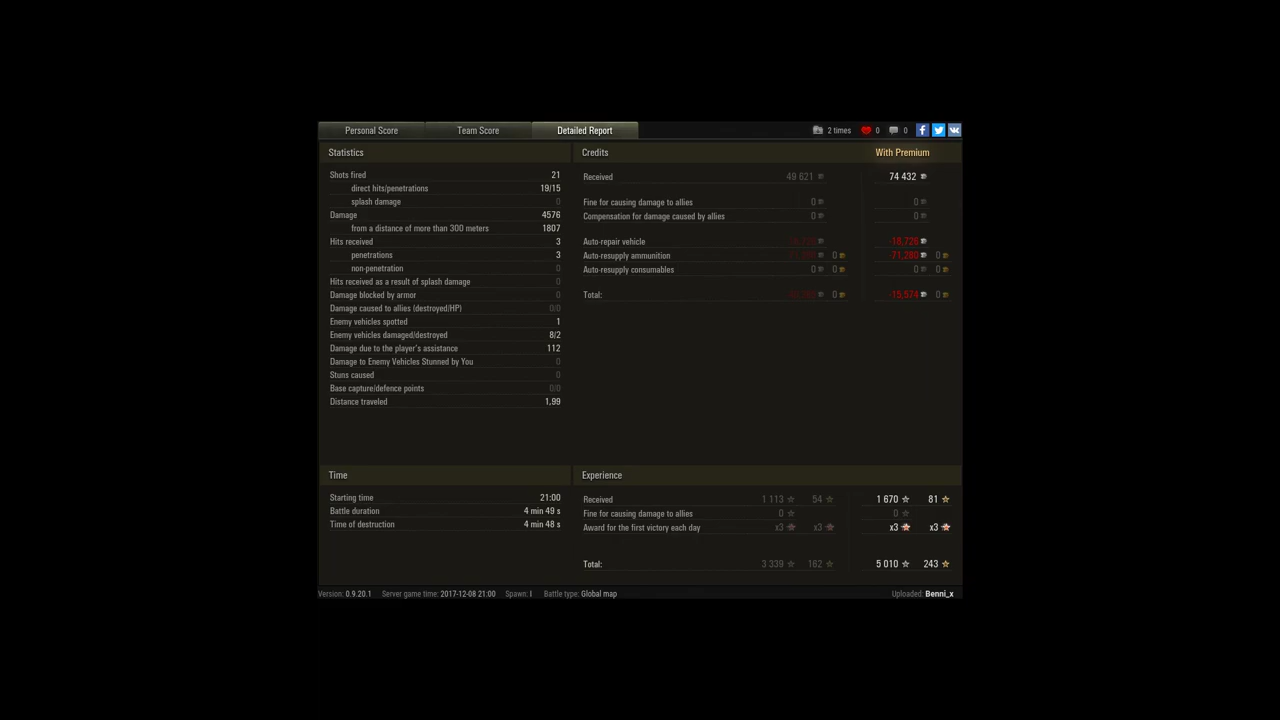 Personal Score Team Score Detailed Report 2 times 0 0
Statistics
Shots fired 21
direct hits/penetrations 19/15
splash damage 0
Damage 4576
from a distance of more than 300 meters 1807
Hits received 3
penetrations 3
non-penetration 0
Hits received as a result of splash damage 0
Damage blocked by armor 0
Damage caused to allies (destroyed/HP) 0/0
Enemy vehicles spotted 1
Enemy vehicles damaged/destroyed 8/2
Damage due to the player's assistance 112
Damage to Enemy Vehicles Stunned by You 0
Stuns caused 0
Base capture/defence points 0/0
Distance traveled 1,99
Credits With Premium
Received 49 621 74 432
Fine for causing damage to allies 0 0
Compensation for damage caused by allies 0 0
Auto-repair vehicle -18,726
Auto-resupply ammunition 0 -71,280 0
Auto-resupply consumables 0 0 0 0
Total: 0 -15,574 0
Time
Starting time 21:00
Battle duration 4 min 49 s
Time of destruction 4 min 48 s
Experience
Received 1 113 54 1 670 81
Fine for causing damage to allies 0 0
Award for the first victory each day x3 x3 x3 x3
Total: 3 339 162 5 010 243
Version: 0.9.20.1 Server game time: 2017-12-08 21:00 Spawn: I Battle type: Global map Uploaded: Benni_x